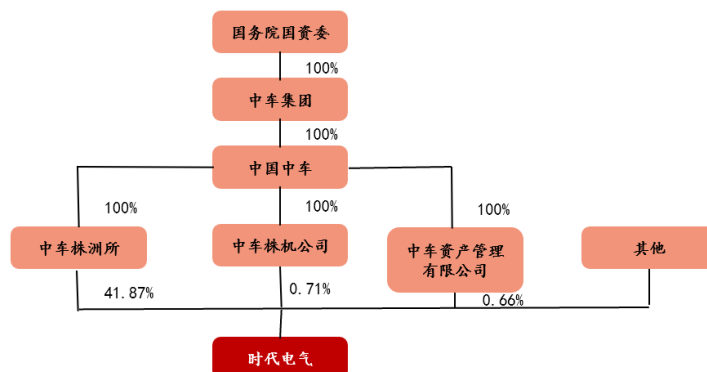 国务院国资委
100%
中车集团
100%
中国中车
100%
100%
100%
中车株洲所
中车株机公司
中车资产管理
有限公司
其他
41.87%
0.71%
0.66%
时代电气